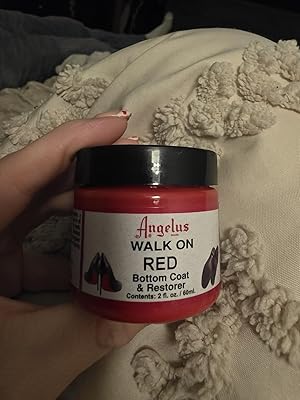 Angelus
WALK ON
RED
Bottom Coat
& Restorer
Contents: 2 fl. oz. / 60ml.